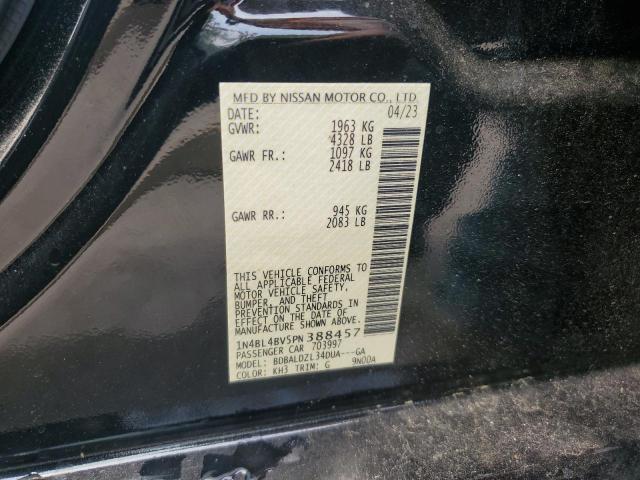 MFD BY NISSAN MOTOR CO., LTD
DATE: 04/23
GVWR: 1963 KG
4328 LB
GAWR FR.: 1097 KG
2418 LB
GAWR RR.: 945 KG
2083 LB
THIS VEHICLE CONFORMS TO
ALL APPLICABLE FEDERAL
MOTOR VEHICLE SAFETY,
BUMPER, AND THEFT
PREVENTION STANDARDS IN
EFFECT ON THE DATE OF
MANUFACTURE SHOWN ABOVE.
1N4BL4BV5PN388457
PASSENGER CAR 703997
MODEL: BDBALDZL34DUA---GA
COLOR: KH3 TRIM: G 9NODA